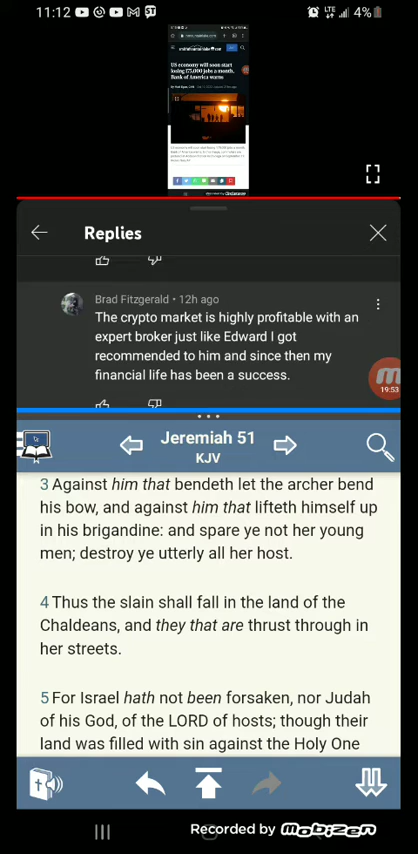 11:12
LTE
4%
US economy will soon start
losing 175,000 jobs a month,
Bank of America warns
Replies
Brad Fitzgerald • 12h ago
The crypto market is highly profitable with an
expert broker just like Edward I got
recommended to him and since then my
financial life has been a success.
19:53
Jeremiah 51
KJV
3 Against him that bendeth let the archer bend
his bow, and against him that lifteth himself up
in his brigandine: and spare ye not her young
men; destroy ye utterly all her host.
4 Thus the slain shall fall in the land of the
Chaldeans, and they that are thrust through in
her streets.
5 For Israel hath not been forsaken, nor Judah
of his God, of the LORD of hosts; though their
land was filled with sin against the Holy One
Recorded by mobizen